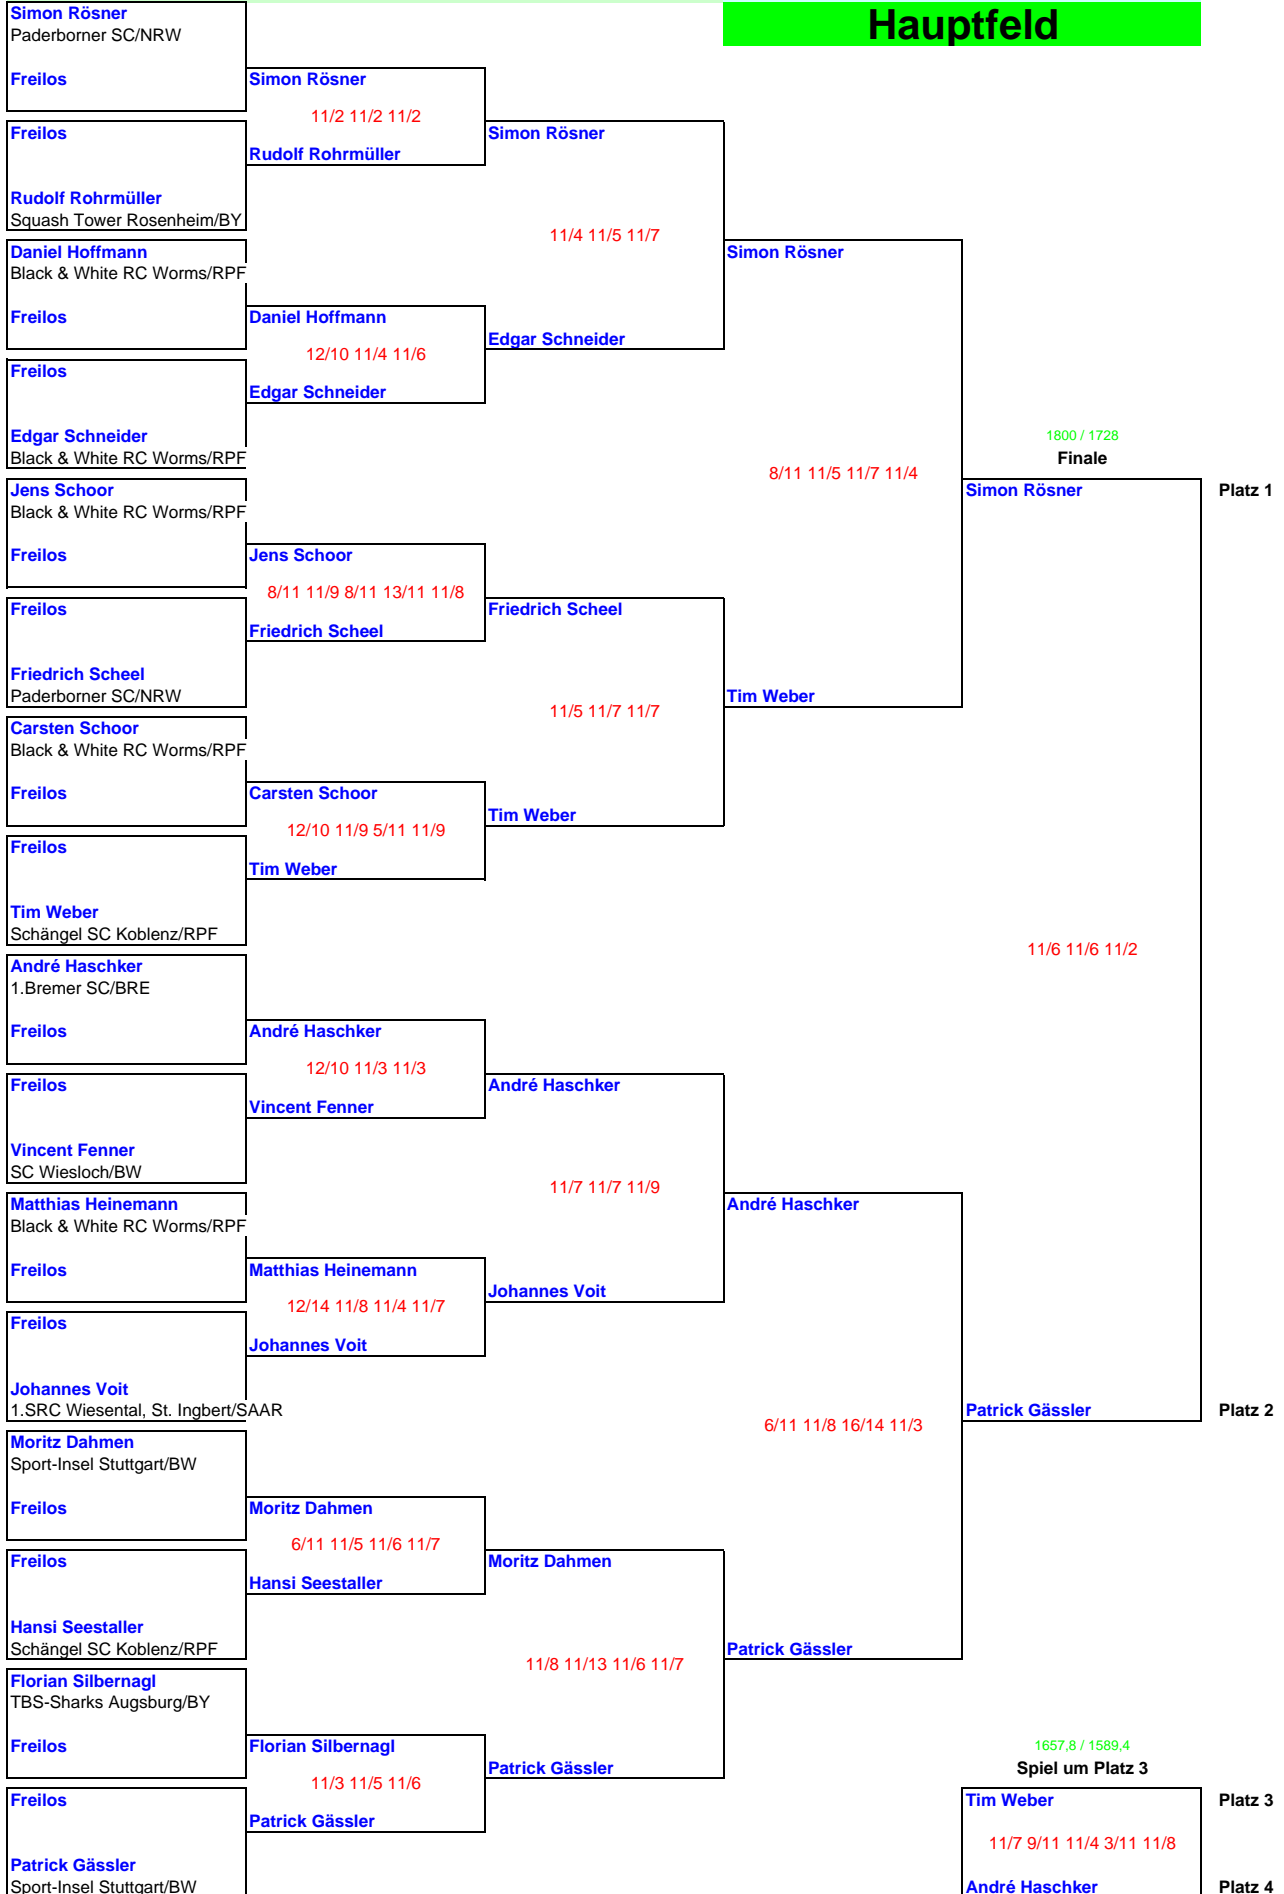 Simon Rösner
Paderborner SC/NRW
Hauptfeld
Freilos
Simon Rösner
11/2 11/2 11/2
Freilos
Simon Rösner
Rudolf Rohrmüller
Rudolf Rohrmüller
Squash Tower Rosenheim/BY
11/4 11/5 11/7
Daniel Hoffmann
Simon Rösner
Black & White RC Worms/RPF
Freilos
Daniel Hoffmann
Edgar Schneider
12/10 11/4 11/6
Freilos
Edgar Schneider
Edgar Schneider
1800 / 1728
Black & White RC Worms/RPF
Finale
8/11 11/5 11/7 11/4
Jens Schoor
Simon Rösner
Platz 1
Black & White RC Worms/RPF
Freilos
Jens Schoor
8/11 11/9 8/11 13/11 11/8
Freilos
Friedrich Scheel
Friedrich Scheel
Friedrich Scheel
Paderborner SC/NRW
Tim Weber
11/5 11/7 11/7
Carsten Schoor
Black & White RC Worms/RPF
Freilos
Carsten Schoor
Tim Weber
12/10 11/9 5/11 11/9
Freilos
Tim Weber
Tim Weber
Schängel SC Koblenz/RPF
11/6 11/6 11/2
André Haschker
1.Bremer SC/BRE
Freilos
André Haschker
12/10 11/3 11/3
Freilos
André Haschker
Vincent Fenner
Vincent Fenner
SC Wiesloch/BW
11/7 11/7 11/9
Matthias Heinemann
André Haschker
Black & White RC Worms/RPF
Freilos
Matthias Heinemann
Johannes Voit
12/14 11/8 11/4 11/7
Freilos
Johannes Voit
Johannes Voit
1.SRC Wiesental, St. Ingbert/SAAR
Patrick Gässler
Platz 2
6/11 11/8 16/14 11/3
Moritz Dahmen
Sport-Insel Stuttgart/BW
Freilos
Moritz Dahmen
6/11 11/5 11/6 11/7
Freilos
Moritz Dahmen
Hansi Seestaller
Hansi Seestaller
Schängel SC Koblenz/RPF
Patrick Gässler
11/8 11/13 11/6 11/7
Florian Silbernagl
TBS-Sharks Augsburg/BY
Freilos
Florian Silbernagl
1657,8 / 1589,4
Patrick Gässler
Spiel um Platz 3
11/3 11/5 11/6
Freilos
Tim Weber
Platz 3
Patrick Gässler
11/7 9/11 11/4 3/11 11/8
Patrick Gässler
Sport-Insel Stuttgart/BW
André Haschker
Platz 4